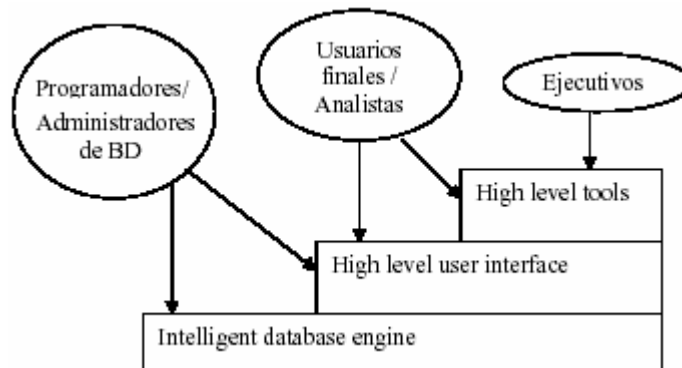 Programadores/
Administradores
de BD
Usuarios
finales /
Analistas
Ejecutivos
High level tools
High level user interface
Intelligent database engine